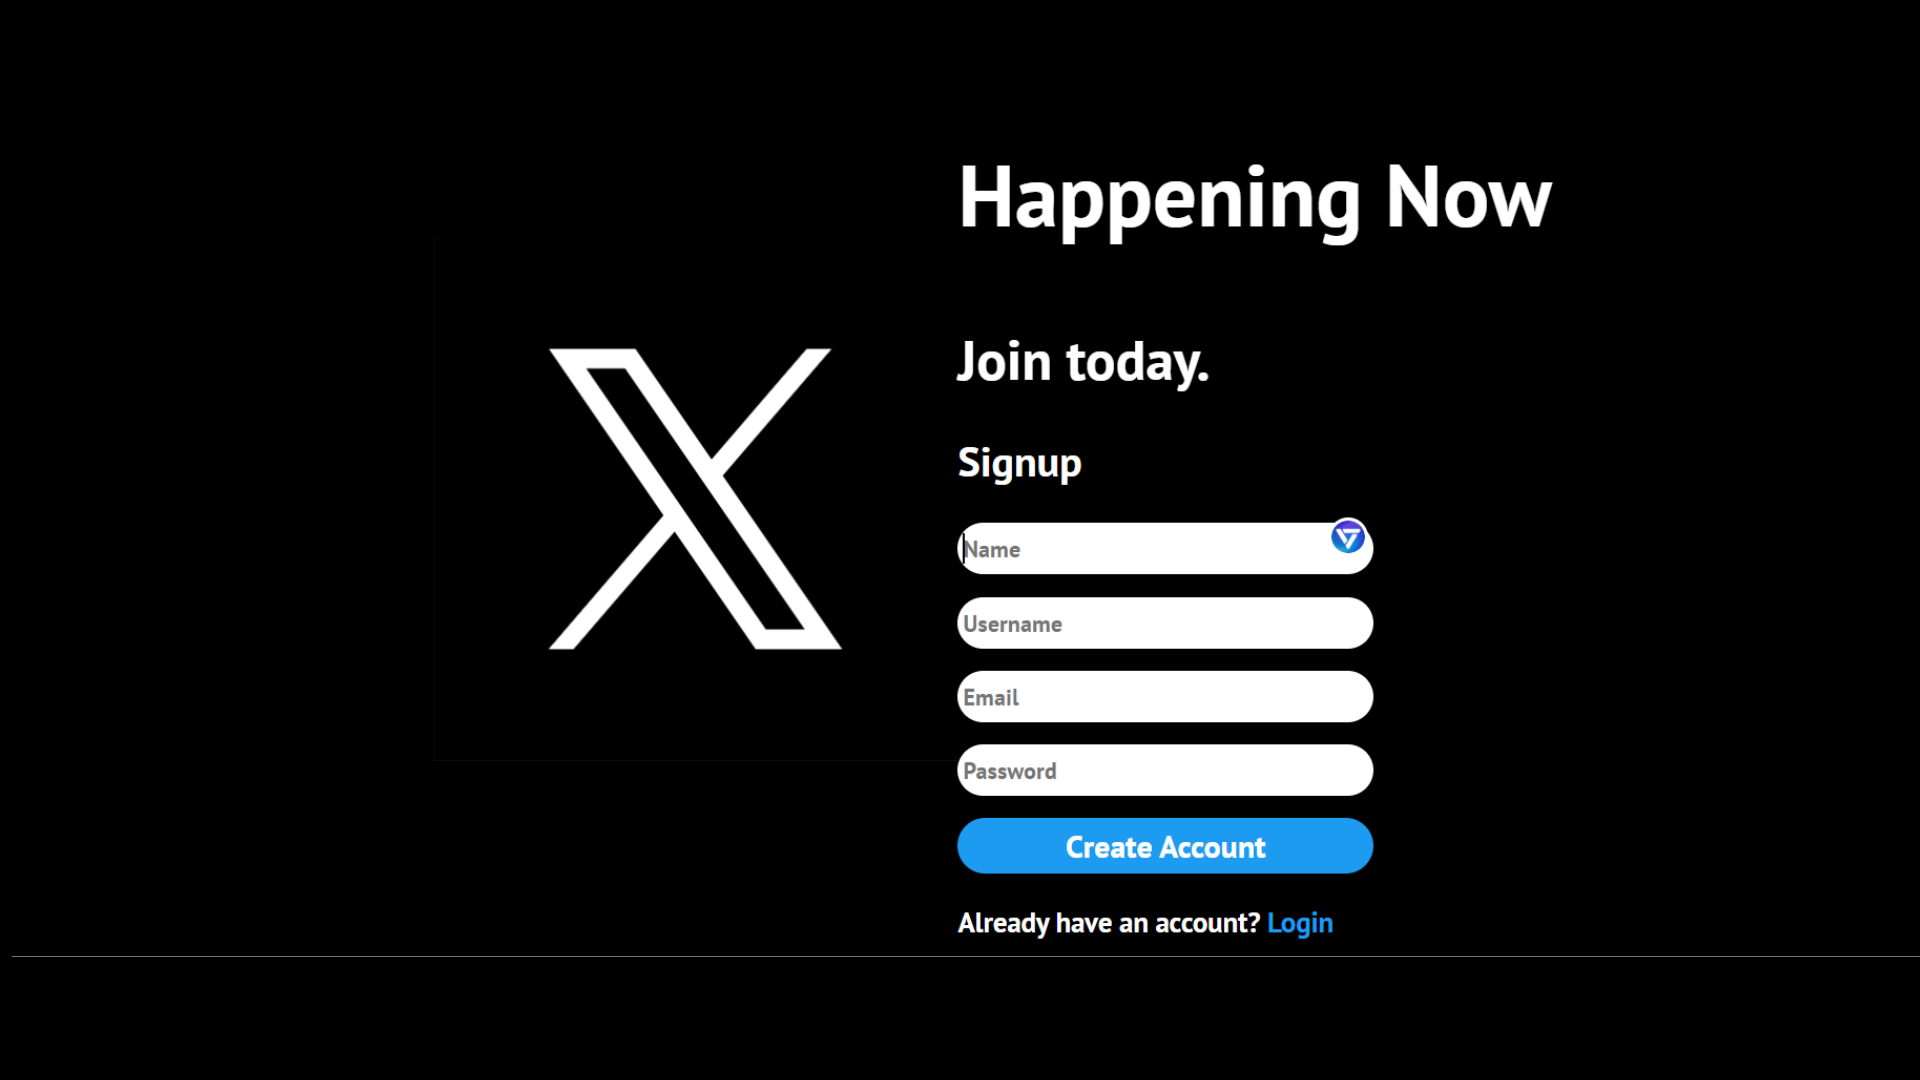 Happening Now
Join today.
Signup
Name
Username
Email
Password
Create Account
Already have an account? Login